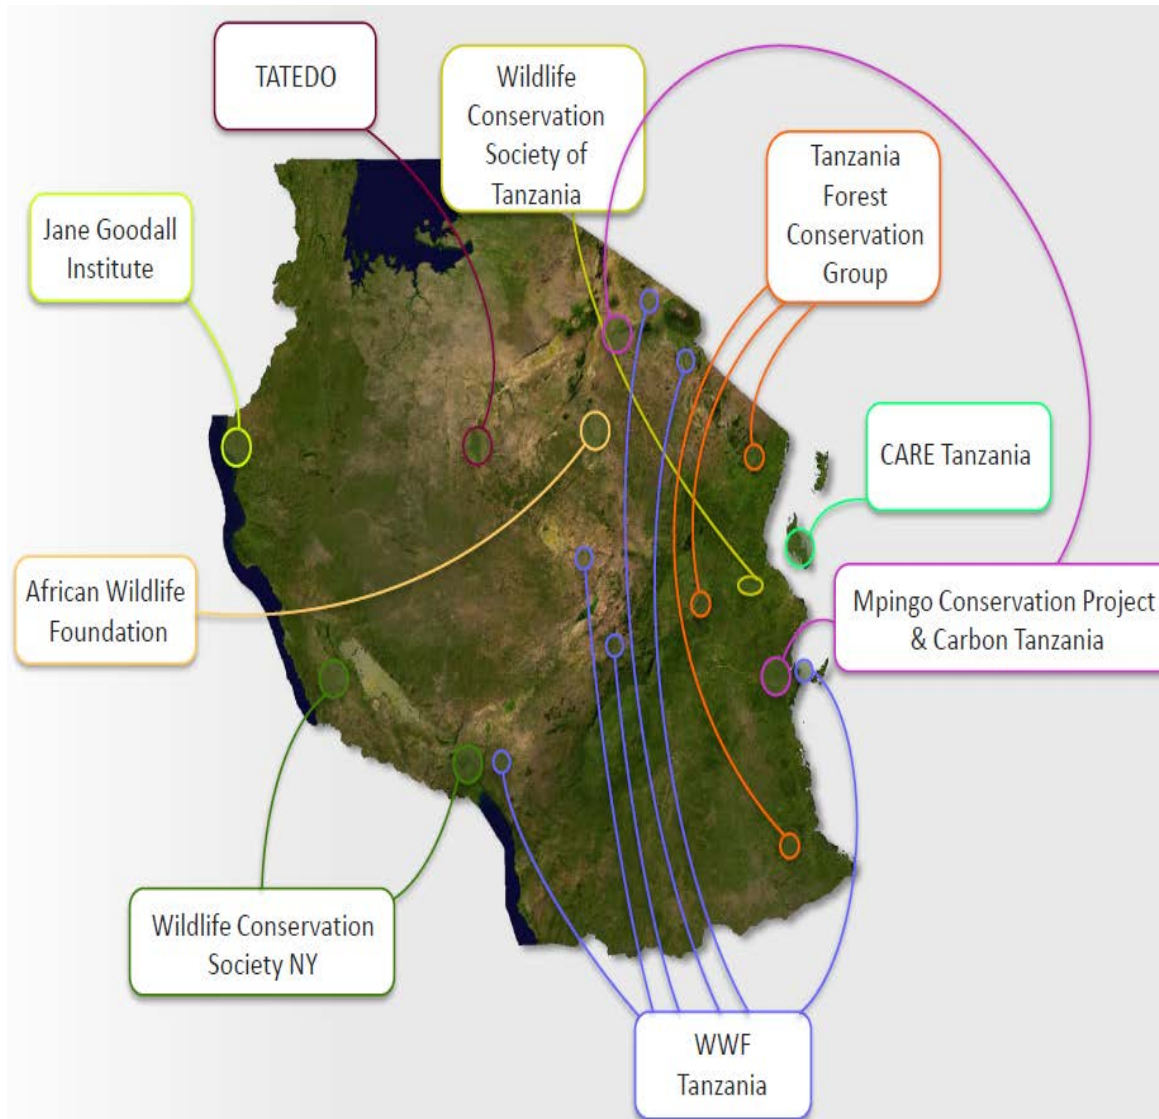 TATEDO
Wildlife
Conservation
Society of
Tanzania
Tanzania
Forest
Conservation
Group
Jane Goodall
Institute
CARE Tanzania
African Wildlife
Foundation
Mpingo Conservation Project
& Carbon Tanzania
Wildlife Conservation
Society NY
WWF
Tanzania